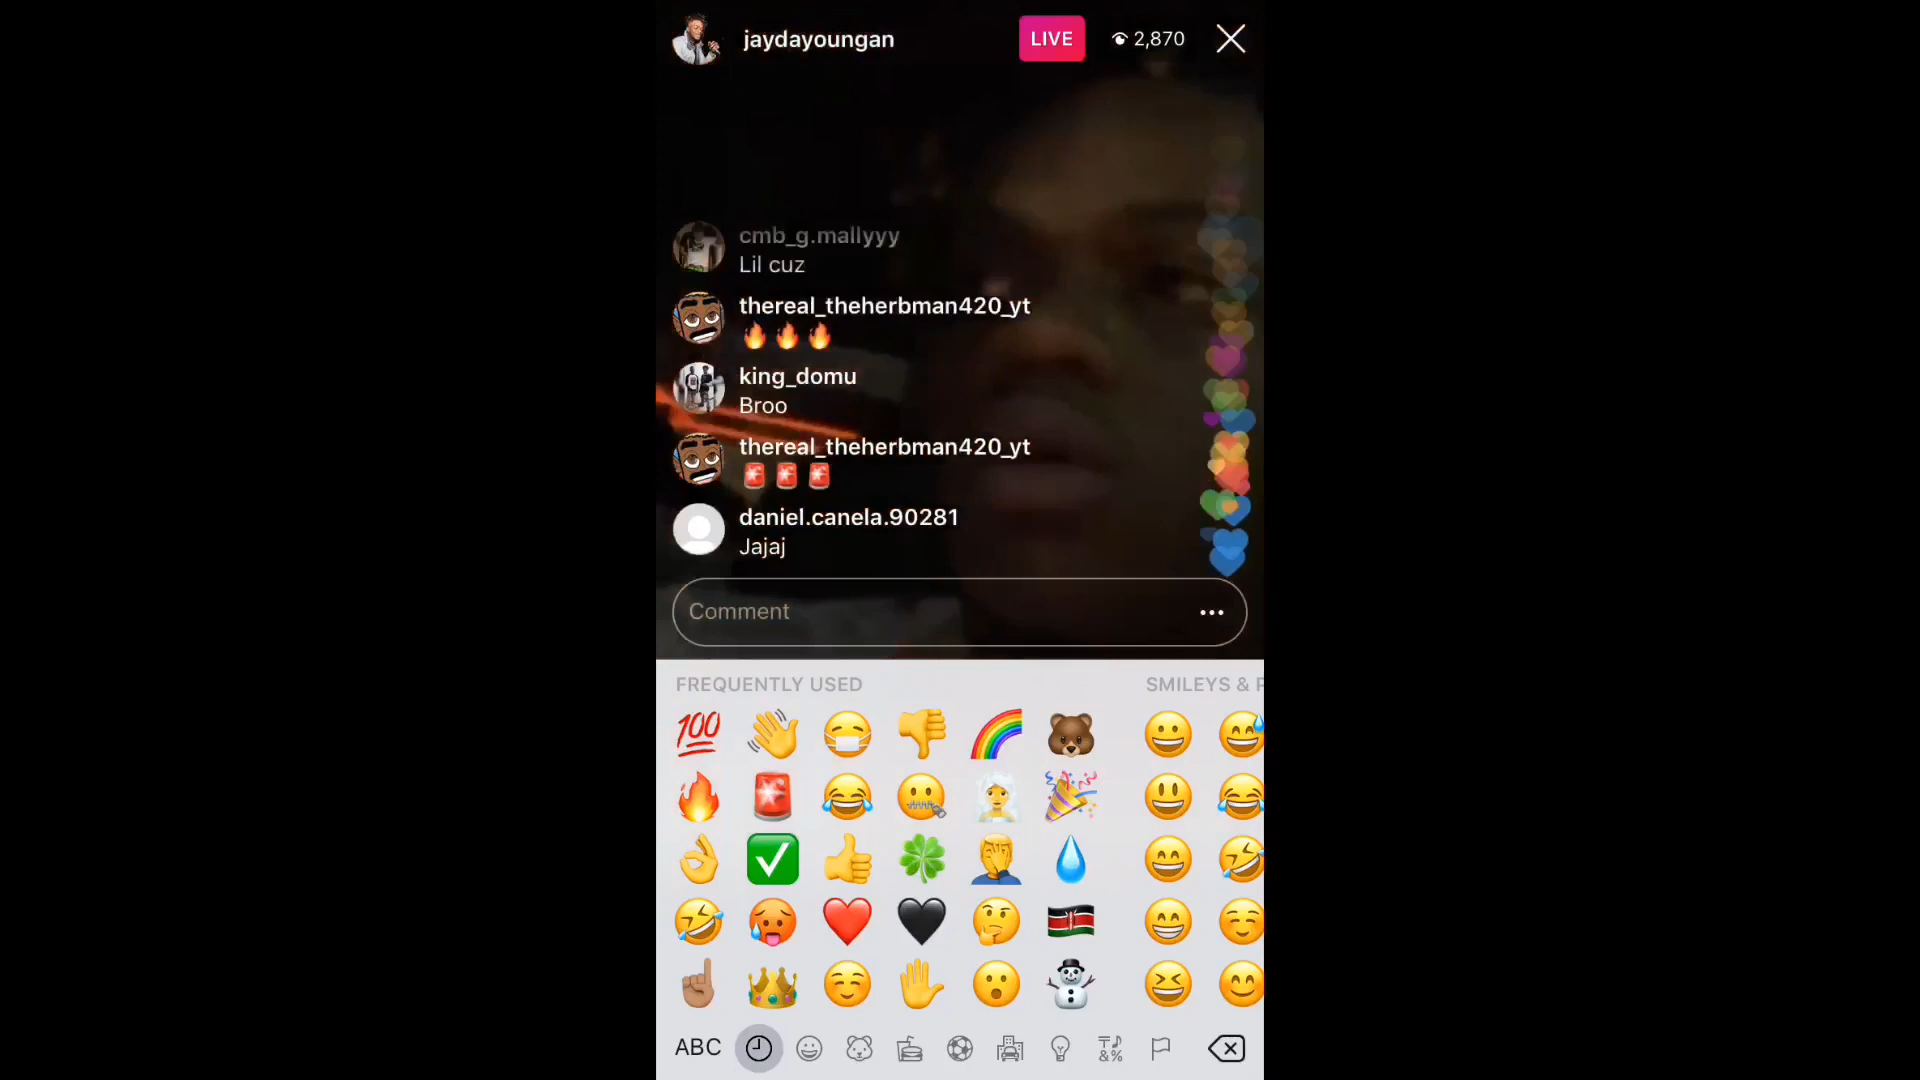 jaydayoungan LIVE 2,870
cmb_g.mallyyy
Lil cuz
thereal_theherbman420_yt
🔥🔥🔥
king_domu
Broo
thereal_theherbman420_yt
🚨🚨🚨
daniel.canela.90281
Jajaj
Comment
FREQUENTLY USED SMILEYS & P
ABC